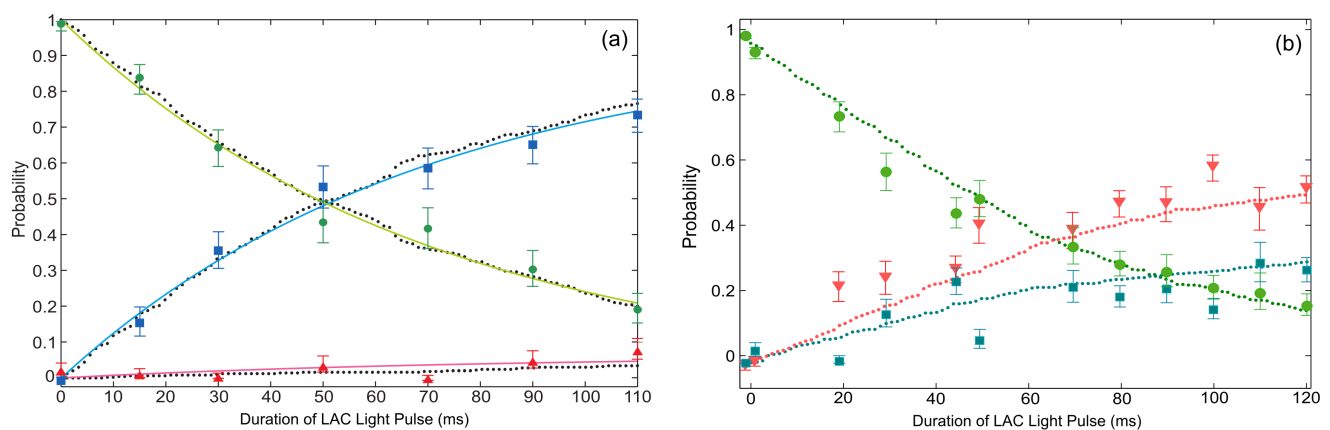 (a)
Probability
1
0.9
0.8
0.7
0.6
0.5
0.4
0.3
0.2
0.1
0
0 10 20 30 40 50 60 70 80 90 100 110
Duration of LAC Light Pulse (ms)
(b)
Probability
1
0.8
0.6
0.4
0.2
0
0 20 40 60 80 100 120
Duration of LAC Light Pulse (ms)